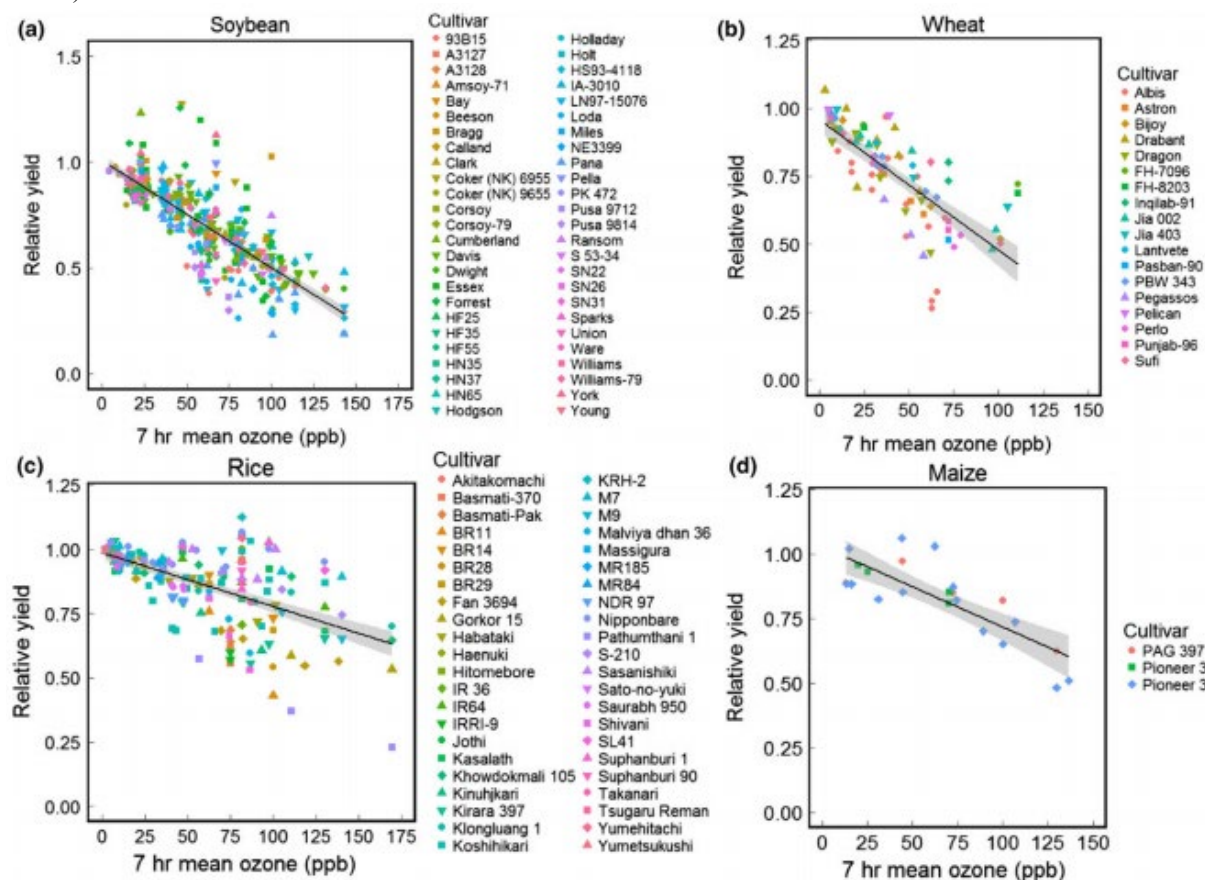 (a)
Soybean
Relative yield
1.5
1.0
0.5
0.0
0 25 50 75 100 125 150 175
7 hr mean ozone (ppb)
Cultivar
93B15
A3127
A3128
Amsoy-71
Bay
Beeson
Bragg
Calland
Clark
Coker (NK) 6955
Coker (NK) 9655
Corsoy
Corsoy-79
Cumberland
Davis
Dwight
Essex
Forrest
HF25
HF35
HF55
HN35
HN37
HN65
Hodgson
Holladay
Holt
HS93-4118
IA-3010
LN97-15076
Loda
Miles
NE3399
Pana
Pella
PK 472
Pusa 9712
Pusa 9814
Ransom
S 53-34
SN22
SN26
SN31
Sparks
Union
Ware
Williams
Williams-79
York
Young
(b)
Wheat
Relative yield
1.25
1.00
0.75
0.50
0.25
0.00
0 25 50 75 100 125 150
7 hr mean ozone (ppb)
Cultivar
Albis
Astron
Bijoy
Drabant
Dragon
FH-7096
FH-8203
Inqilab-91
Jia 002
Jia 403
Lantvete
Pasban-90
PBW 343
Pegassos
Pelican
Perlo
Punjab-96
Sufi
(c)
Rice
Relative yield
1.25
1.00
0.75
0.50
0.25
0.00
0 25 50 75 100 125 150 175
7 hr mean ozone (ppb)
Cultivar
Akitakomachi
Basmati-370
Basmati-Pak
BR11
BR14
BR28
BR29
Fan 3694
Gorkor 15
Habataki
Haenuki
Hitomebore
IR 36
IR64
IRRI-9
Jothi
Kasalath
Khowdokmali 105
Kinuhjkari
Kirara 397
Klongluang 1
Koshihikari
KRH-2
M7
M9
Malviya dhan 36
Massigura
MR185
MR84
NDR 97
Nipponbare
Pathumthani 1
S-210
Sasanishiki
Sato-no-yuki
Saurabh 950
Shivani
SL41
Suphanburi 1
Suphanburi 90
Takanari
Tsugaru Reman
Yumehitachi
Yumetsukushi
(d)
Maize
Relative yield
1.25
1.00
0.75
0.50
0.25
0.00
0 25 50 75 100 125 150
7 hr mean ozone (ppb)
Cultivar
PAG 397
Pioneer 3
Pioneer 3